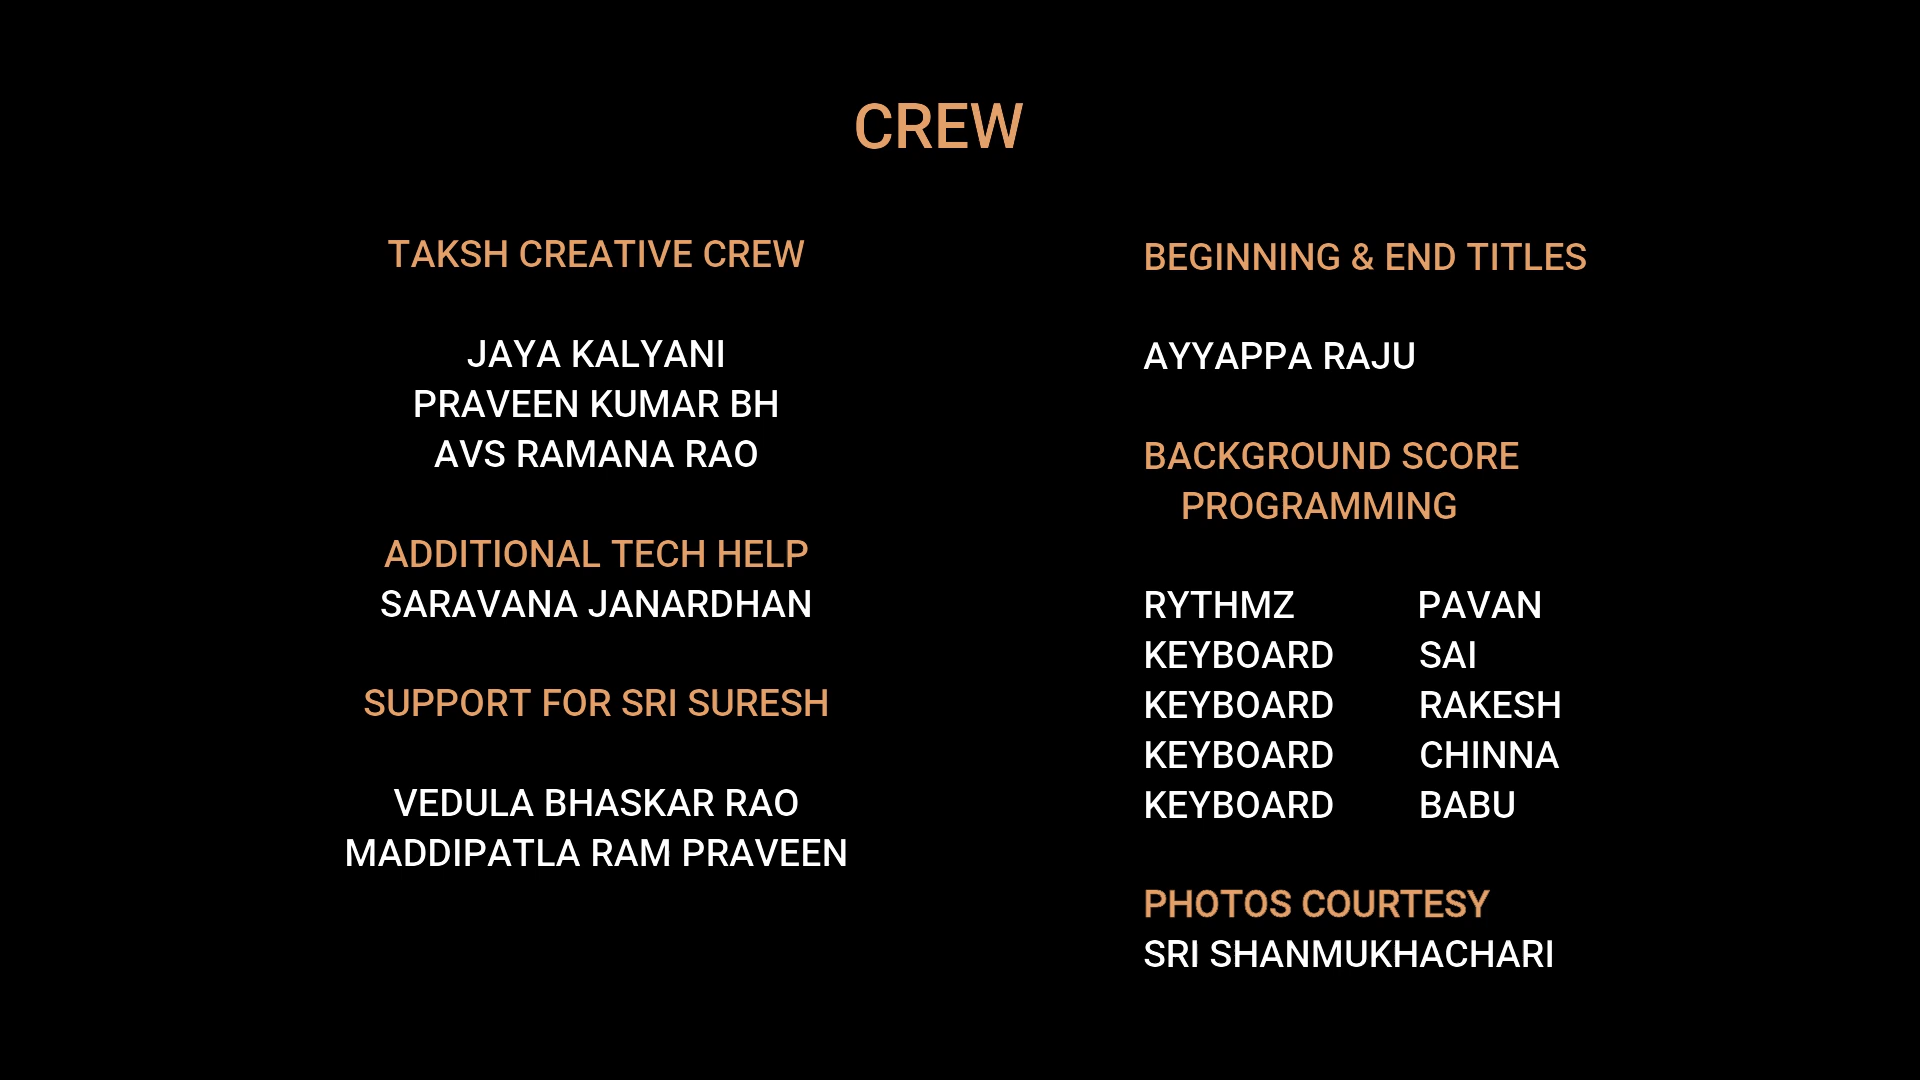 CREW
TAKSH CREATIVE CREW
JAYA KALYANI
PRAVEEN KUMAR BH
AVS RAMANA RAO
ADDITIONAL TECH HELP
SARAVANA JANARDHAN
SUPPORT FOR SRI SURESH
VEDULA BHASKAR RAO
MADDIPATLA RAM PRAVEEN
BEGINNING & END TITLES
AYYAPPA RAJU
BACKGROUND SCORE
PROGRAMMING
RYTHMZ PAVAN
KEYBOARD SAI
KEYBOARD RAKESH
KEYBOARD CHINNA
KEYBOARD BABU
PHOTOS COURTESY
SRI SHANMUKHACHARI